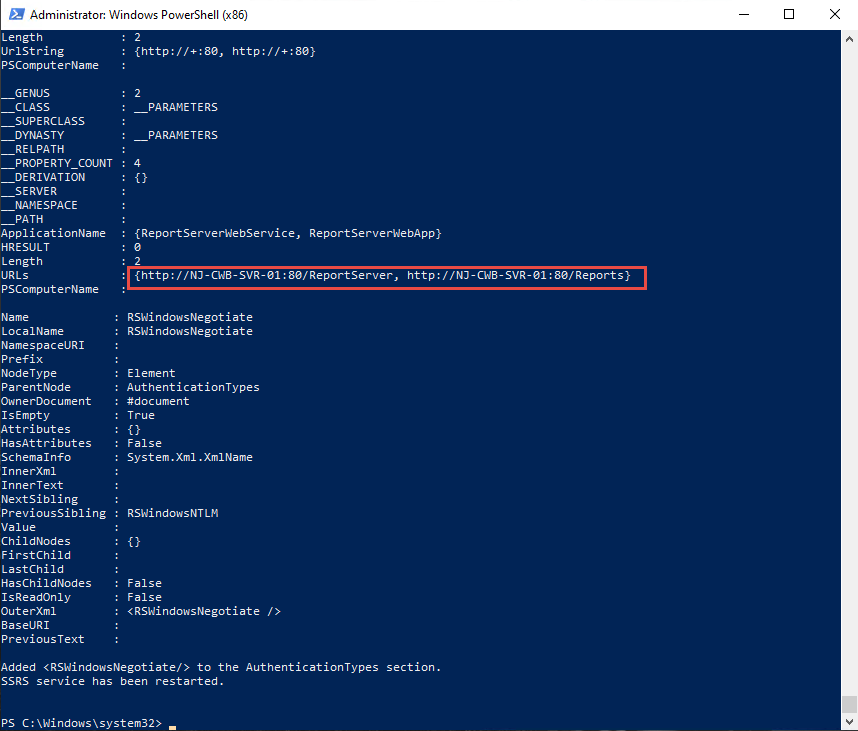 Administrator: Windows PowerShell (x86)
Length : 2
UrlString : {http://+:80, http://+:80}
PSComputerName :
__GENUS : 2
__CLASS : __PARAMETERS
__SUPERCLASS :
__DYNASTY : __PARAMETERS
__RELPATH :
__PROPERTY_COUNT : 4
__DERIVATION : {}
__SERVER :
__NAMESPACE :
__PATH :
ApplicationName : {ReportServerWebService, ReportServerWebApp}
HRESULT : 0
Length : 2
URLs : {http://NJ-CWB-SVR-01:80/ReportServer, http://NJ-CWB-SVR-01:80/Reports}
PSComputerName :
Name : RSWindowsNegotiate
LocalName : RSWindowsNegotiate
NamespaceURI :
Prefix :
NodeType : Element
ParentNode : AuthenticationTypes
OwnerDocument : #document
IsEmpty : True
Attributes : {}
HasAttributes : False
SchemaInfo : System.Xml.XmlName
InnerXml :
InnerText :
NextSibling :
PreviousSibling : RSWindowsNTLM
Value :
ChildNodes : {}
FirstChild :
LastChild :
HasChildNodes : False
IsReadOnly : False
OuterXml : <RSWindowsNegotiate />
BaseURI :
PreviousText :
Added <RSWindowsNegotiate/> to the AuthenticationTypes section.
SSRS service has been restarted.
PS C:\Windows\system32>